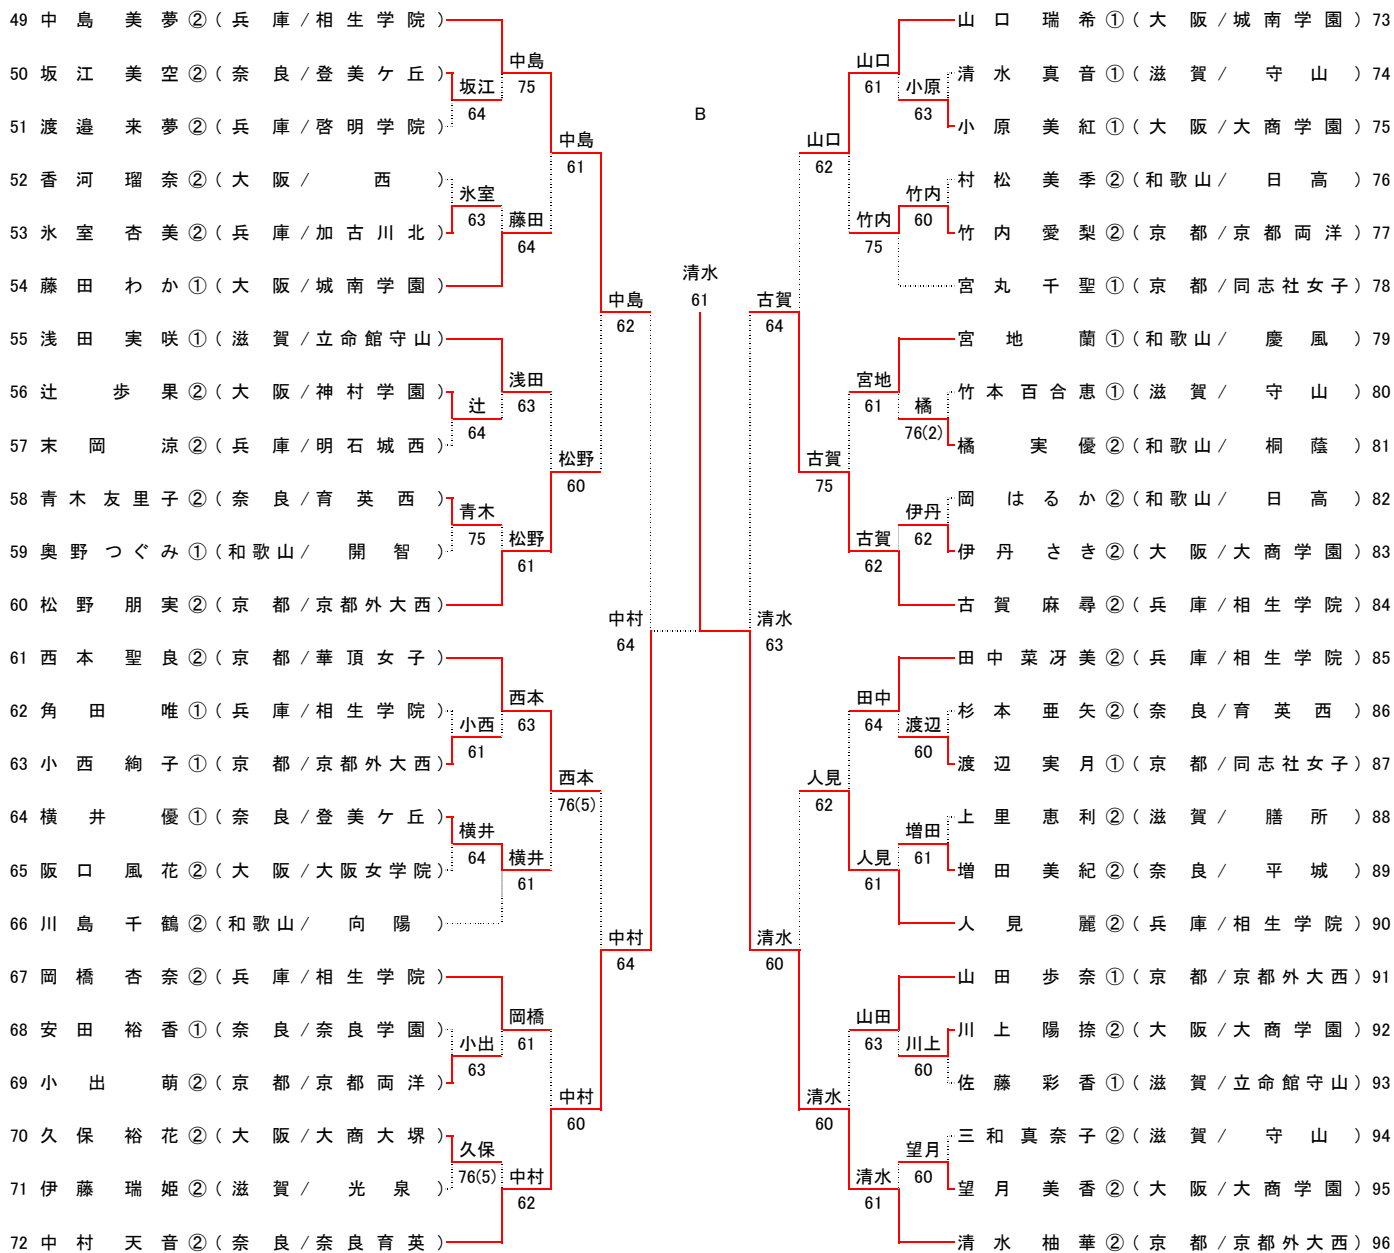 49 中島 美夢②(兵庫/相生学院)
50 坂江 美空②(奈良/登美ケ丘)
51 渡邉 来夢②(兵庫/啓明学院)
52 香河 瑠奈②(大阪/ 西 )
53 氷室 杏美②(兵庫/加古川北)
54 藤田 わか①(大阪/城南学園)
55 浅田 実咲①(滋賀/立命館守山)
56 辻 歩果②(大阪/神村学園)
57 末岡 涼②(兵庫/明石城西)
58 青木友里子②(奈良/育英西)
59 奥野つぐみ①(和歌山/ 開智 )
60 松野 朋実②(京都/京都外大西)
61 西本 聖良②(京都/華頂女子)
62 角田 唯①(兵庫/相生学院)
63 小西 絢子①(京都/京都外大西)
64 横井 優①(奈良/登美ケ丘)
65 阪口 風花②(大阪/大阪女学院)
66 川島 千鶴②(和歌山/ 向陽 )
67 岡橋 杏奈②(兵庫/相生学院)
68 安田 裕香①(奈良/奈良学園)
69 小出 萌②(京都/京都両洋)
70 久保 裕花②(大阪/大商大堺)
71 伊藤 瑞姫②(滋賀/ 光泉 )
72 中村 天音②(奈良/奈良育英)
坂江
64
氷室
63
辻
64
青木
75
小西
61
横井
64
小出
63
久保
76(5)
中島
75
藤田
64
浅田
63
松野
61
西本
63
横井
61
岡橋
61
中村
62
中島
61
松野
60
西本
76(5)
中村
60
中島
62
中村
64
中村
64
B
清水
61
清水
63
古賀
64
清水
60
山口
62
古賀
75
人見
62
清水
60
山口
61
竹内
75
宮地
61
古賀
62
田中
64
人見
61
山田
63
清水
61
小原
63
竹内
60
橘
76(2)
伊丹
62
渡辺
60
増田
61
川上
60
望月
60
山口 瑞希①(大阪/城南学園) 73
清水 真音①(滋賀/ 守山 ) 74
小原 美紅①(大阪/大商学園) 75
村松 美季②(和歌山/ 日高 ) 76
竹内 愛梨②(京都/京都両洋) 77
宮丸 千聖①(京都/同志社女子) 78
宮地 蘭①(和歌山/ 慶風 ) 79
竹本百合恵①(滋賀/ 守山 ) 80
橘 実優②(和歌山/ 桐蔭 ) 81
岡 はるか②(和歌山/ 日高 ) 82
伊丹 さき②(大阪/大商学園) 83
古賀 麻尋②(兵庫/相生学院) 84
田中菜冴美②(兵庫/相生学院) 85
杉本 亜矢②(奈良/育英西) 86
渡辺 実月①(京都/同志社女子) 87
上里 恵利②(滋賀/ 膳所 ) 88
増田 美紀②(奈良/ 平城 ) 89
人見 麗②(兵庫/相生学院) 90
山田 歩奈①(京都/京都外大西) 91
川上 陽捺②(大阪/大商学園) 92
佐藤 彩香①(滋賀/立命館守山) 93
三和真奈子②(滋賀/ 守山 ) 94
望月 美香②(大阪/大商学園) 95
清水 柚華②(京都/京都外大西) 96